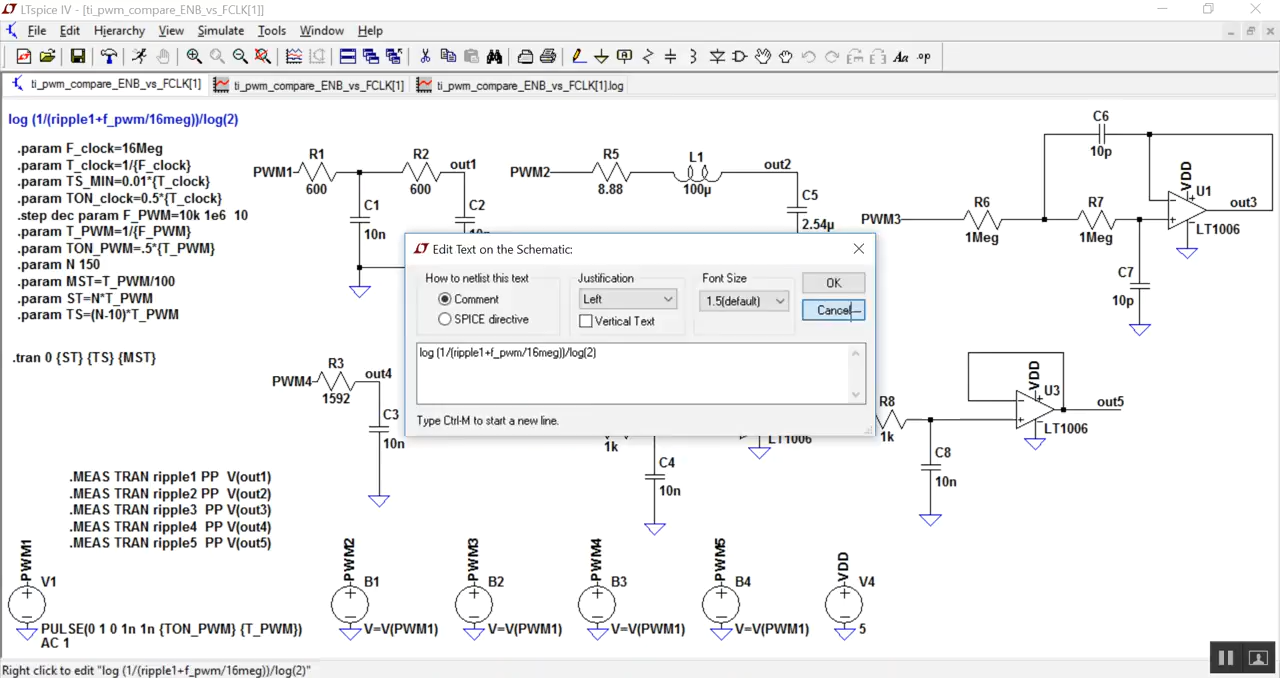 LTspice IV - [ti_pwm_compare_ENB_vs_FCLK[1]]
File Edit Hierarchy View Simulate Tools Window Help
ti_pwm_compare_ENB_vs_FCLK[1] ti_pwm_compare_ENB_vs_FCLK[1] ti_pwm_compare_ENB_vs_FCLK[1].log
log (1/(ripple1+f_pwm/16meg))/log(2)
.param F_clock=16Meg
.param T_clock=1/{F_clock}
.param TS_MIN=0.01*{T_clock}
.param TON_clock=0.5*{T_clock}
.step dec param F_PWM=10k 1e6 10
.param T_PWM=1/{F_PWM}
.param TON_PWM=.5*{T_PWM}
.param N 150
.param MST=T_PWM/100
.param ST=N*T_PWM
.param TS=(N-10)*T_PWM
.tran 0 {ST} {TS} {MST}
PWM1 R1 600 R2 600 out1
C1 10n C2 10n
PWM2 R5 8.88 L1 100µ out2
C5 2.54µ
PWM3 R6 1Meg R7 1Meg
C6 10p
VDD U1 out3 LT1006
C7 10p
Edit Text on the Schematic:
How to netlist this text
Comment
SPICE directive
Justification
Left
Vertical Text
Font Size
1.5(default)
OK
Cancel
log (1/(ripple1+f_pwm/16meg))/log(2)
Type Ctrl-M to start a new line.
PWM4 R3 1592 out4
C3 10n
1k LT1006
C4 10n
R8 1k
C8 10n
VDD U3 out5 LT1006
.MEAS TRAN ripple1 PP V(out1)
.MEAS TRAN ripple2 PP V(out2)
.MEAS TRAN ripple3 PP V(out3)
.MEAS TRAN ripple4 PP V(out4)
.MEAS TRAN ripple5 PP V(out5)
PWM1 V1
PULSE(0 1 0 1n 1n {TON_PWM} {T_PWM})
AC 1
PWM2 B1 V=V(PWM1)
PWM3 B2 V=V(PWM1)
PWM4 B3 V=V(PWM1)
PWM5 B4 V=V(PWM1)
VDD V4 5
Right click to edit "log (1/(ripple1+f_pwm/16meg))/log(2)"